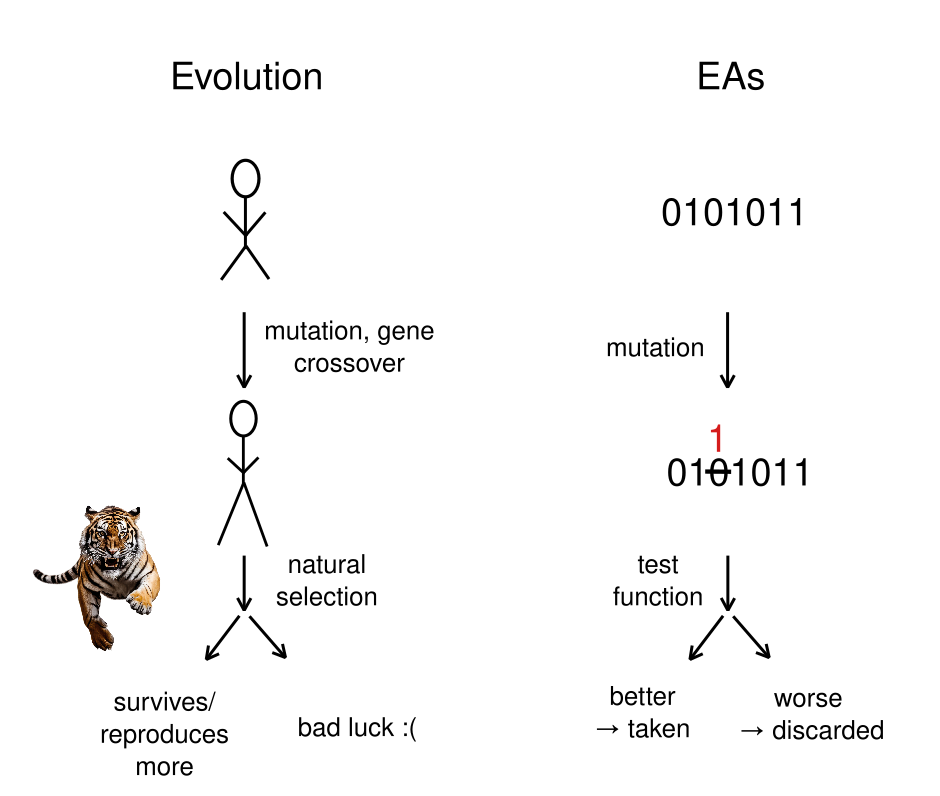 Evolution
EAs
0101011
mutation, gene
crossover
mutation
1
0101011
natural
selection
test
function
survives/
reproduces
more
bad luck :(
better
→ taken
worse
→ discarded